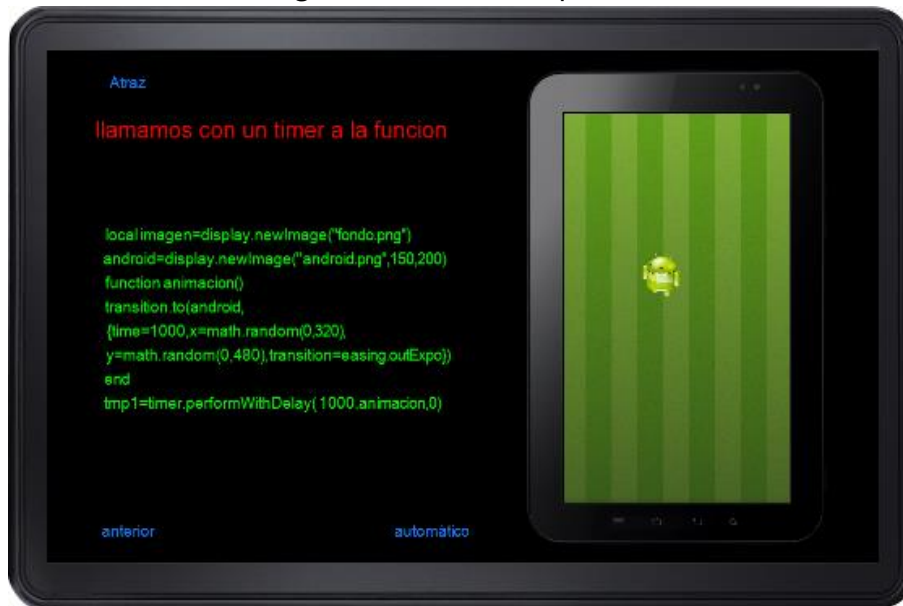 Atraz
llamamos con un timer a la funcion
local imagen=display.newImage("fondo.png")
android=display.newImage("android.png",150,200)
function animacion()
transition.to(android,
{time=1000,x=math.random(0,320),
y=math.random(0,480),transition=easing.outExpo})
end
tmp1=timer.performWithDelay( 1000.animacion,0)
anterior
automático